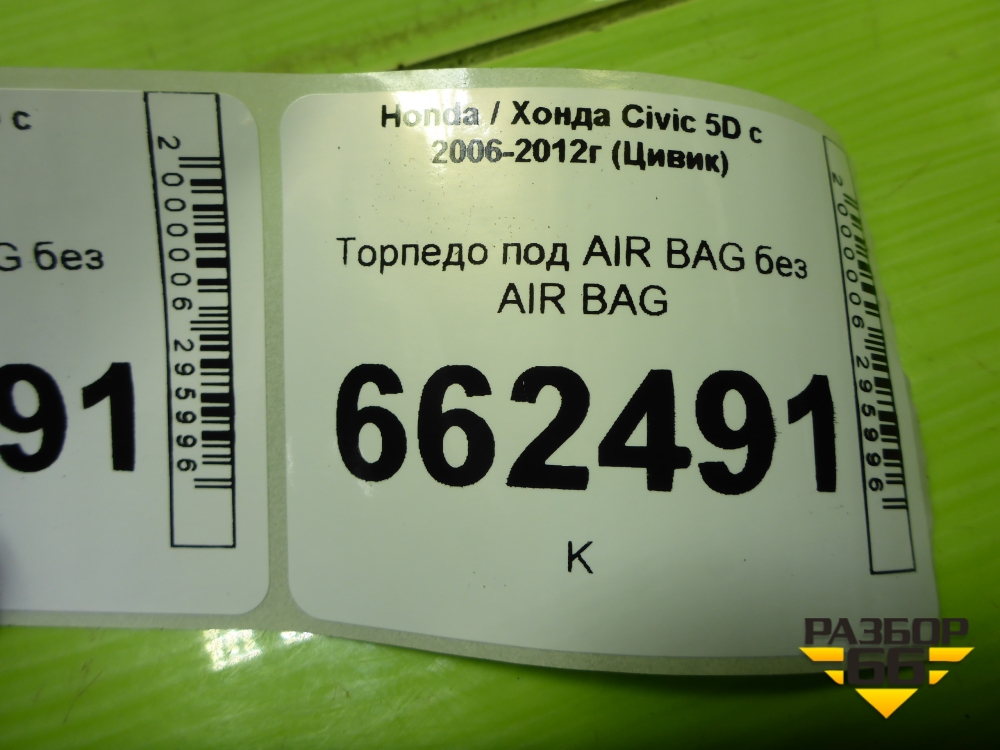 с
G без
91
2000006295996
Honda / Хонда Civic 5D с
2006-2012г (Цивик)
Торпедо под AIR BAG без
AIR BAG
662491
К
2000006295996
РАЗБОР
66